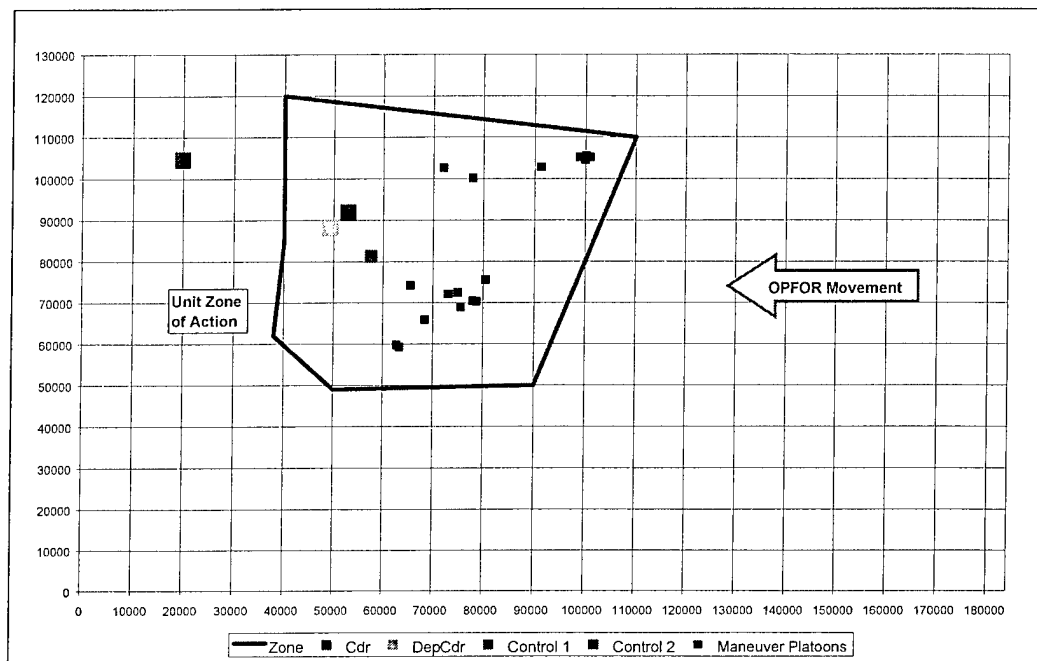 130000
120000
110000
100000
90000
80000
70000
60000
50000
40000
30000
20000
10000
0
Unit Zone
of Action
OPFOR Movement
0 10000 20000 30000 40000 50000 60000 70000 80000 90000 100000 110000 120000 130000 140000 150000 160000 170000 180000
Zone Cdr DepCdr Control 1 Control 2 Maneuver Platoons